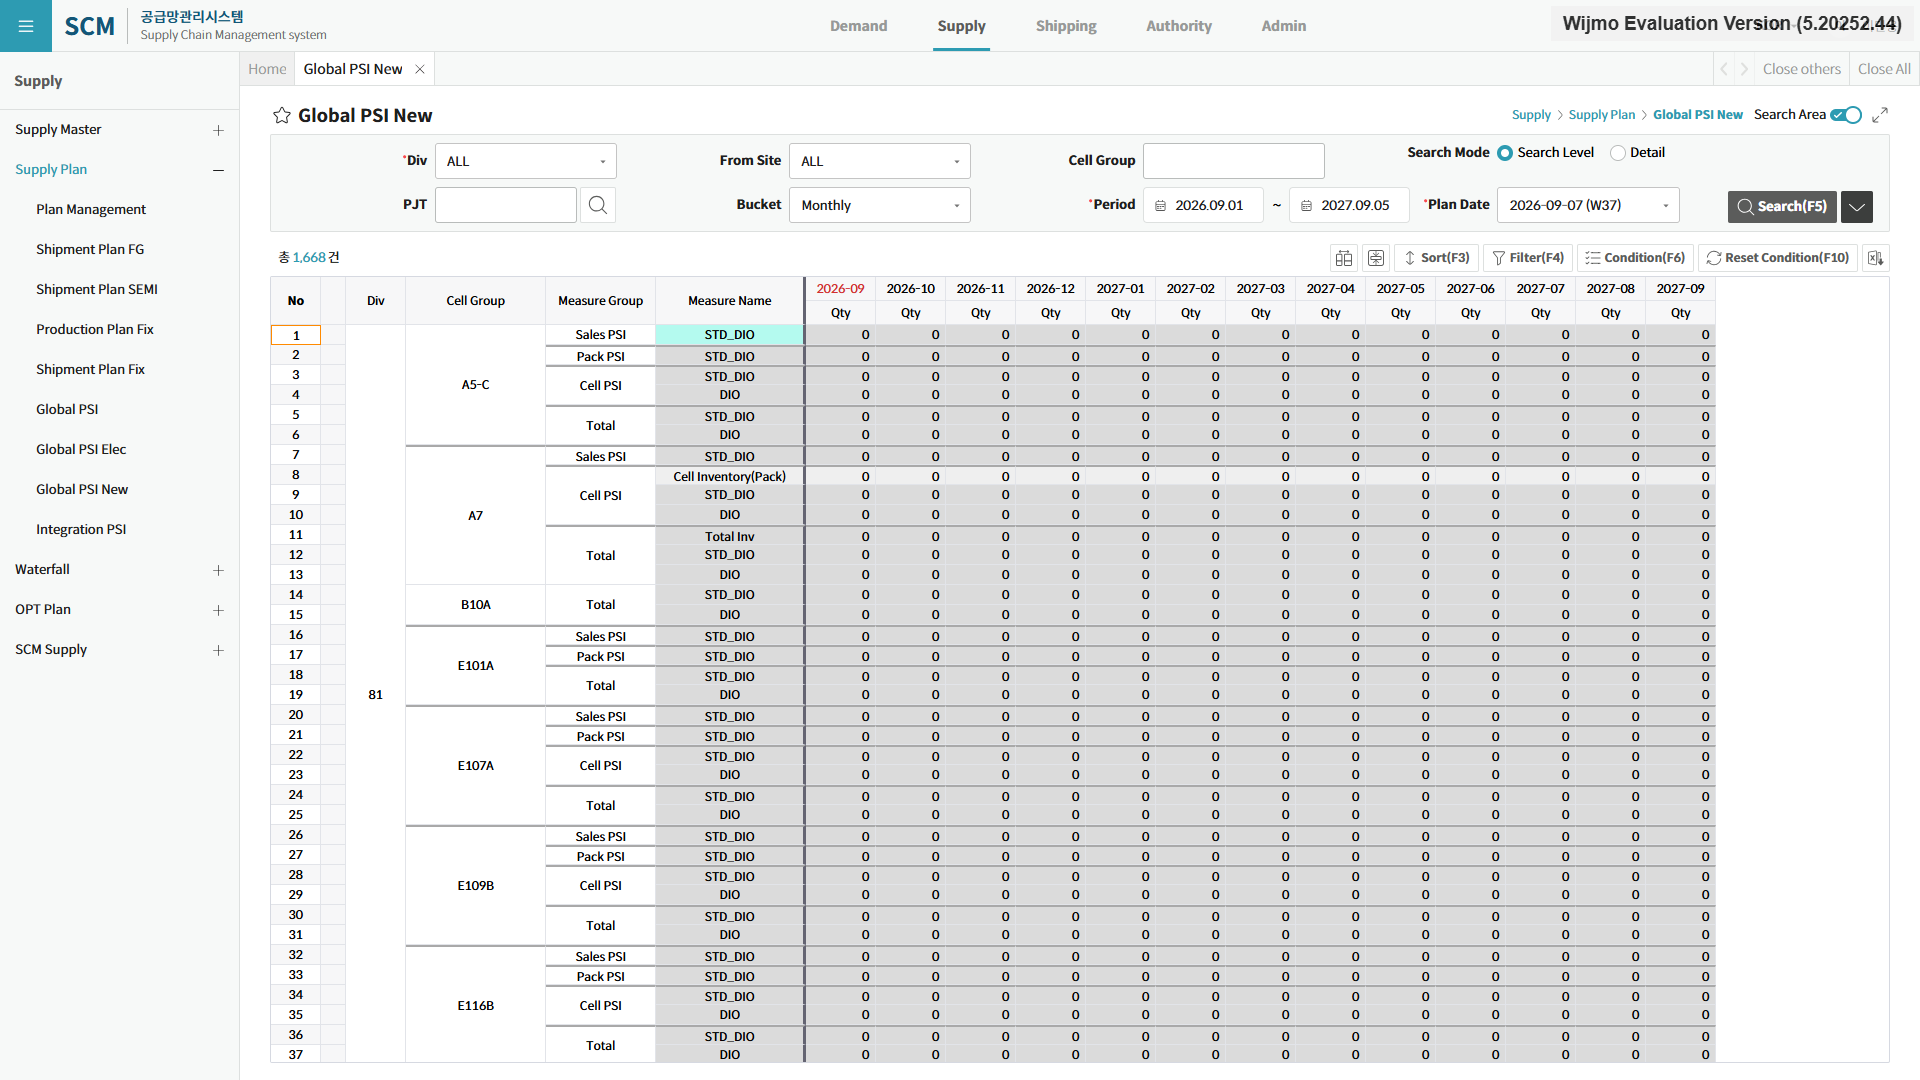 SCM 공급망관리시스템
Supply Chain Management system
Demand Supply Shipping Authority Admin
Wijmo Evaluation Version (5.20252.44)
Supply
Home Global PSI New Close others Close All
Supply Master
Supply Plan
Plan Management
Shipment Plan FG
Shipment Plan SEMI
Production Plan Fix
Shipment Plan Fix
Global PSI
Global PSI Elec
Global PSI New
Integration PSI
Waterfall
OPT Plan
SCM Supply
Global PSI New
Supply > Supply Plan > Global PSI New Search Area
*Div ALL From Site ALL Cell Group Search Mode Search Level Detail
PJT Bucket Monthly *Period 2026.09.01 ~ 2027.09.05 *Plan Date 2026-09-07 (W37) Search(F5)
총 1,668 건
Sort(F3) Filter(F4) Condition(F6) Reset Condition(F10)
No Div Cell Group Measure Group Measure Name 2026-09 2026-10 2026-11 2026-12 2027-01 2027-02 2027-03 2027-04 2027-05 2027-06 2027-07 2027-08 2027-09
Qty Qty Qty Qty Qty Qty Qty Qty Qty Qty Qty Qty Qty
1 81 A5-C Sales PSI STD_DIO 0 0 0 0 0 0 0 0 0 0 0 0 0
2 Pack PSI STD_DIO 0 0 0 0 0 0 0 0 0 0 0 0 0
3 Cell PSI STD_DIO 0 0 0 0 0 0 0 0 0 0 0 0 0
4 DIO 0 0 0 0 0 0 0 0 0 0 0 0 0
5 Total STD_DIO 0 0 0 0 0 0 0 0 0 0 0 0 0
6 DIO 0 0 0 0 0 0 0 0 0 0 0 0 0
7 A7 Sales PSI STD_DIO 0 0 0 0 0 0 0 0 0 0 0 0 0
8 Cell PSI Cell Inventory(Pack) 0 0 0 0 0 0 0 0 0 0 0 0 0
9 STD_DIO 0 0 0 0 0 0 0 0 0 0 0 0 0
10 DIO 0 0 0 0 0 0 0 0 0 0 0 0 0
11 Total Total Inv 0 0 0 0 0 0 0 0 0 0 0 0 0
12 STD_DIO 0 0 0 0 0 0 0 0 0 0 0 0 0
13 DIO 0 0 0 0 0 0 0 0 0 0 0 0 0
14 B10A Total STD_DIO 0 0 0 0 0 0 0 0 0 0 0 0 0
15 DIO 0 0 0 0 0 0 0 0 0 0 0 0 0
16 E101A Sales PSI STD_DIO 0 0 0 0 0 0 0 0 0 0 0 0 0
17 Pack PSI STD_DIO 0 0 0 0 0 0 0 0 0 0 0 0 0
18 Total STD_DIO 0 0 0 0 0 0 0 0 0 0 0 0 0
19 DIO 0 0 0 0 0 0 0 0 0 0 0 0 0
20 E107A Sales PSI STD_DIO 0 0 0 0 0 0 0 0 0 0 0 0 0
21 Pack PSI STD_DIO 0 0 0 0 0 0 0 0 0 0 0 0 0
22 Cell PSI STD_DIO 0 0 0 0 0 0 0 0 0 0 0 0 0
23 DIO 0 0 0 0 0 0 0 0 0 0 0 0 0
24 Total STD_DIO 0 0 0 0 0 0 0 0 0 0 0 0 0
25 DIO 0 0 0 0 0 0 0 0 0 0 0 0 0
26 E109B Sales PSI STD_DIO 0 0 0 0 0 0 0 0 0 0 0 0 0
27 Pack PSI STD_DIO 0 0 0 0 0 0 0 0 0 0 0 0 0
28 Cell PSI STD_DIO 0 0 0 0 0 0 0 0 0 0 0 0 0
29 DIO 0 0 0 0 0 0 0 0 0 0 0 0 0
30 Total STD_DIO 0 0 0 0 0 0 0 0 0 0 0 0 0
31 DIO 0 0 0 0 0 0 0 0 0 0 0 0 0
32 E116B Sales PSI STD_DIO 0 0 0 0 0 0 0 0 0 0 0 0 0
33 Pack PSI STD_DIO 0 0 0 0 0 0 0 0 0 0 0 0 0
34 Cell PSI STD_DIO 0 0 0 0 0 0 0 0 0 0 0 0 0
35 DIO 0 0 0 0 0 0 0 0 0 0 0 0 0
36 Total STD_DIO 0 0 0 0 0 0 0 0 0 0 0 0 0
37 DIO 0 0 0 0 0 0 0 0 0 0 0 0 0